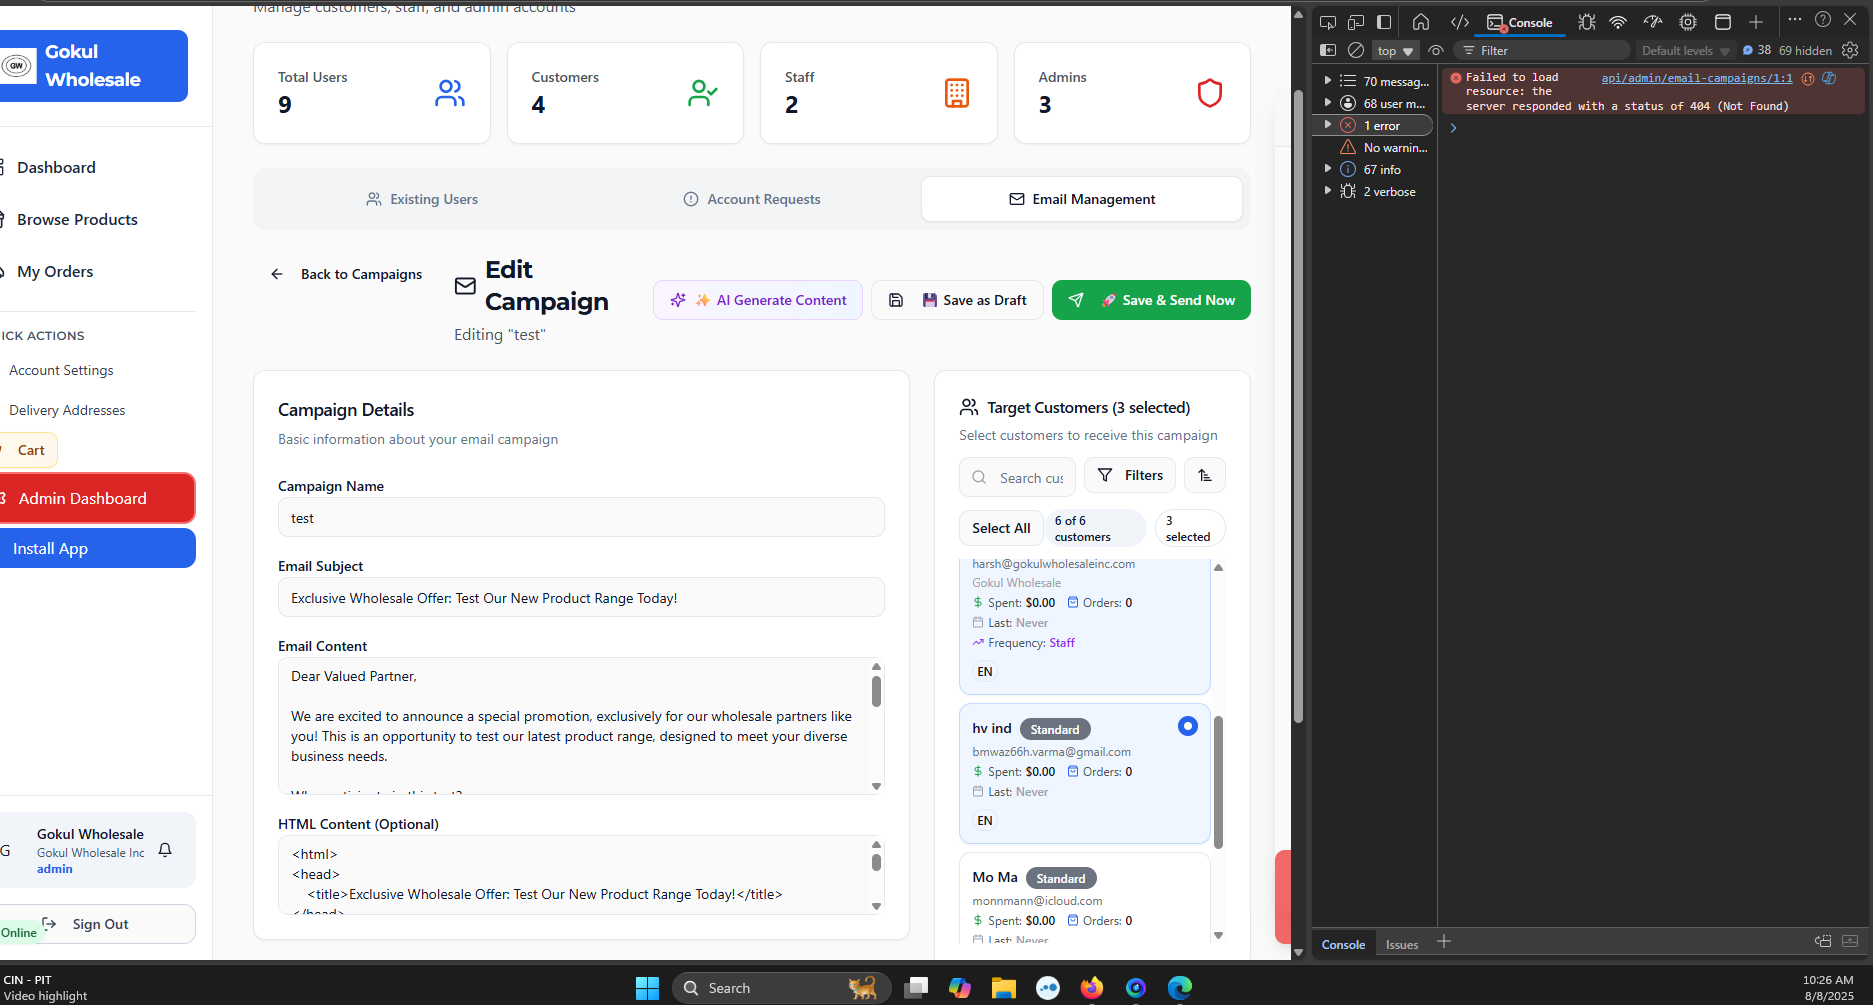 Manage customers, staff, and admin accounts
Gokul
Wholesale
GW
Total Users
9
Customers
4
Staff
2
Admins
3
Dashboard
Browse Products
My Orders
ICK ACTIONS
Account Settings
Delivery Addresses
Cart
Admin Dashboard
Install App
Existing Users
Account Requests
Email Management
Back to Campaigns
Edit
Campaign
Editing "test"
✨ AI Generate Content
💾 Save as Draft
🚀 Save & Send Now
Campaign Details
Basic information about your email campaign
Campaign Name
test
Email Subject
Exclusive Wholesale Offer: Test Our New Product Range Today!
Email Content
Dear Valued Partner,
We are excited to announce a special promotion, exclusively for our wholesale partners like
you! This is an opportunity to test our latest product range, designed to meet your diverse
business needs.
HTML Content (Optional)
<html>
<head>
<title>Exclusive Wholesale Offer: Test Our New Product Range Today!</title>
</head>
Target Customers (3 selected)
Select customers to receive this campaign
Search cus
Filters
Select All
6 of 6
customers
3
selected
harsh@gokulwholesaleinc.com
Gokul Wholesale
Spent: $0.00 Orders: 0
Last: Never
Frequency: Staff
EN
hv ind Standard
bmwaz66h.varma@gmail.com
Spent: $0.00 Orders: 0
Last: Never
EN
Mo Ma Standard
monnmann@icloud.com
Spent: $0.00 Orders: 0
Last: Never
G
Gokul Wholesale
Gokul Wholesale Inc
admin
Sign Out
Online
Console
top
Filter
Default levels
38
69 hidden
70 messag...
68 user m...
1 error
No warnin...
67 info
2 verbose
Failed to load api/admin/email-campaigns/1:1
resource: the
server responded with a status of 404 (Not Found)
Console
Issues
CIN - PIT
Video highlight
Search
10:26 AM
8/8/2025